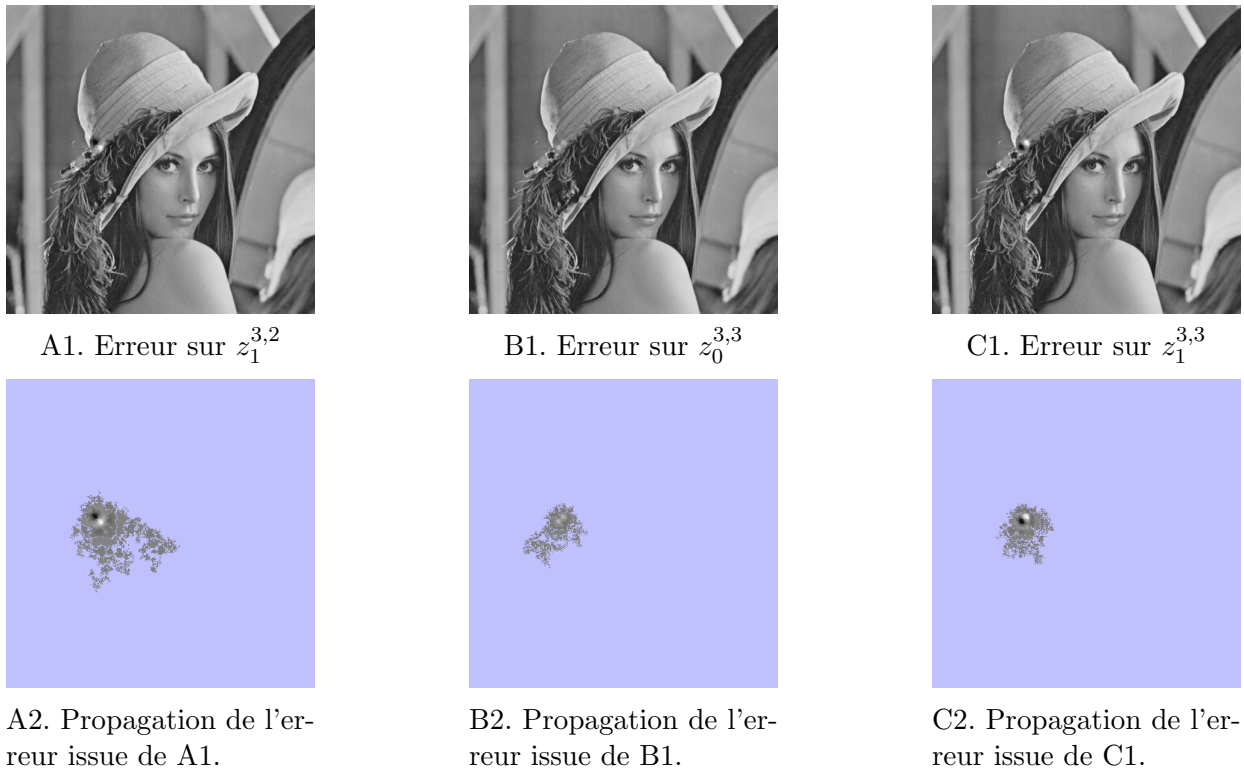 A1. Erreur sur $z_1^{3,2}$
B1. Erreur sur $z_0^{3,3}$
C1. Erreur sur $z_1^{3,3}$
A2. Propagation de l'er-
reur issue de A1.
B2. Propagation de l'er-
reur issue de B1.
C2. Propagation de l'er-
reur issue de C1.